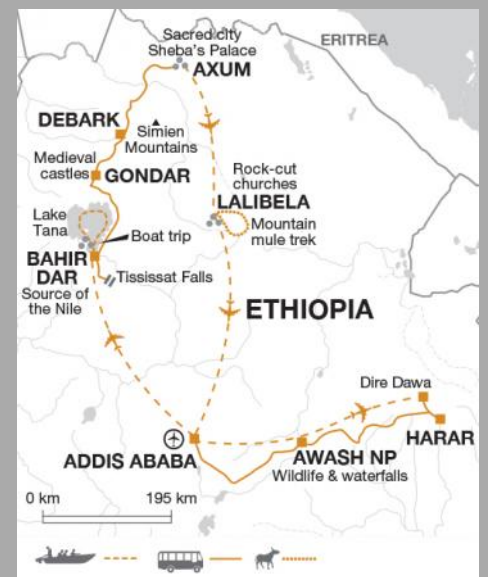 Sacred city
Sheba's Palace
AXUM
ERITREA
DEBARK
Simien
Mountains
Medieval
castles
GONDAR
Rock-cut
churches
LALIBELA
Mountain
mule trek
Lake
Tana
Boat trip
BAHIR
DAR
Source of
the Nile
Tississat Falls
ETHIOPIA
Dire Dawa
HARAR
ADDIS ABABA
AWASH NP
Wildlife & waterfalls
0 km 195 km